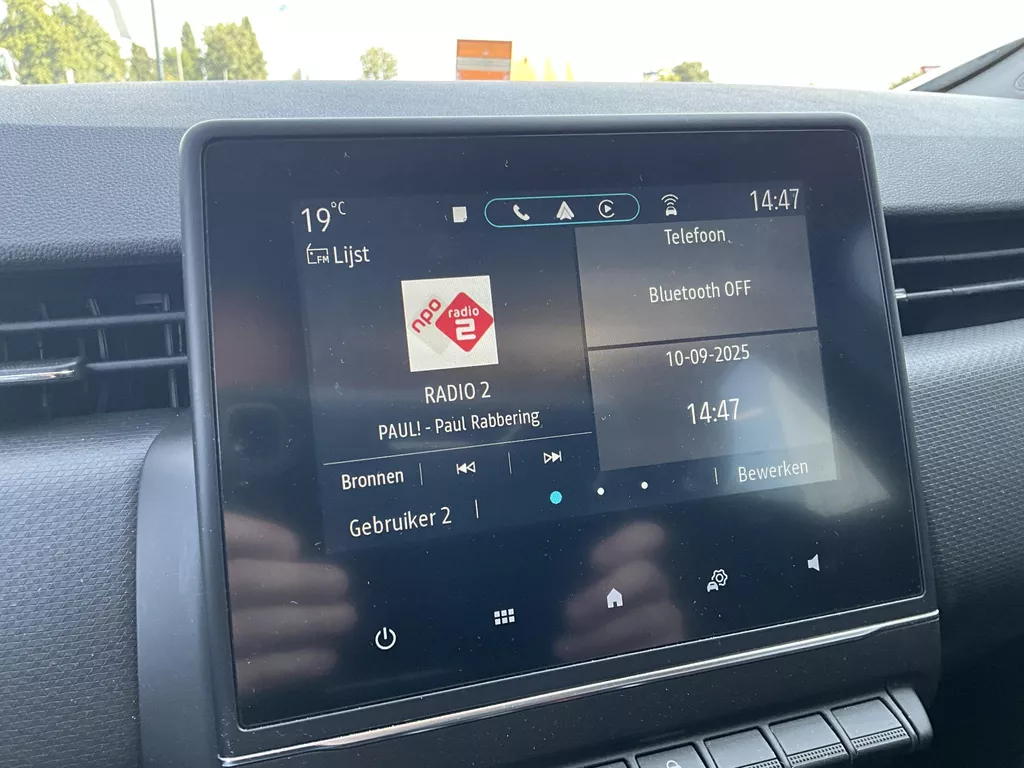 19°C
14:47
FM Lijst
Telefoon
npo radio 2
Bluetooth OFF
RADIO 2
PAUL! - Paul Rabbering
10-09-2025
14:47
Bronnen
Bewerken
Gebruiker 2